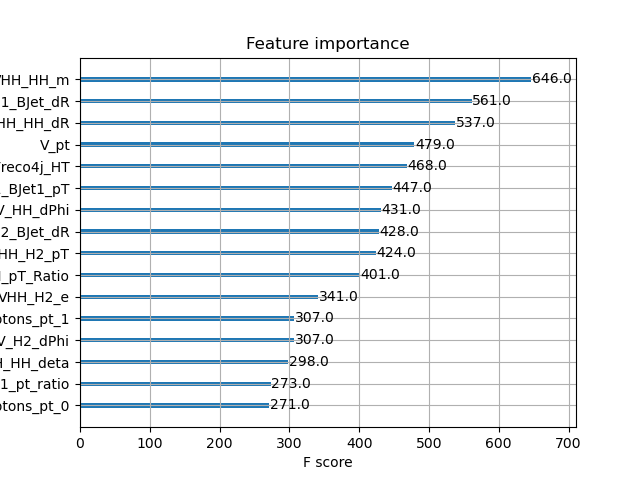 Feature importance
VHH_HH_m 646.0
1_BJet_dR 561.0
HH_HH_dR 537.0
V_pt 479.0
reco4j_HT 468.0
_BJet1_pT 447.0
V_HH_dPhi 431.0
2_BJet_dR 428.0
HH_H2_pT 424.0
_pT_Ratio 401.0
VHH_H2_e 341.0
otons_pt_1 307.0
V_H2_dPhi 307.0
_HH_deta 298.0
1_pt_ratio 273.0
otons_pt_0 271.0
0 100 200 300 400 500 600 700
F score